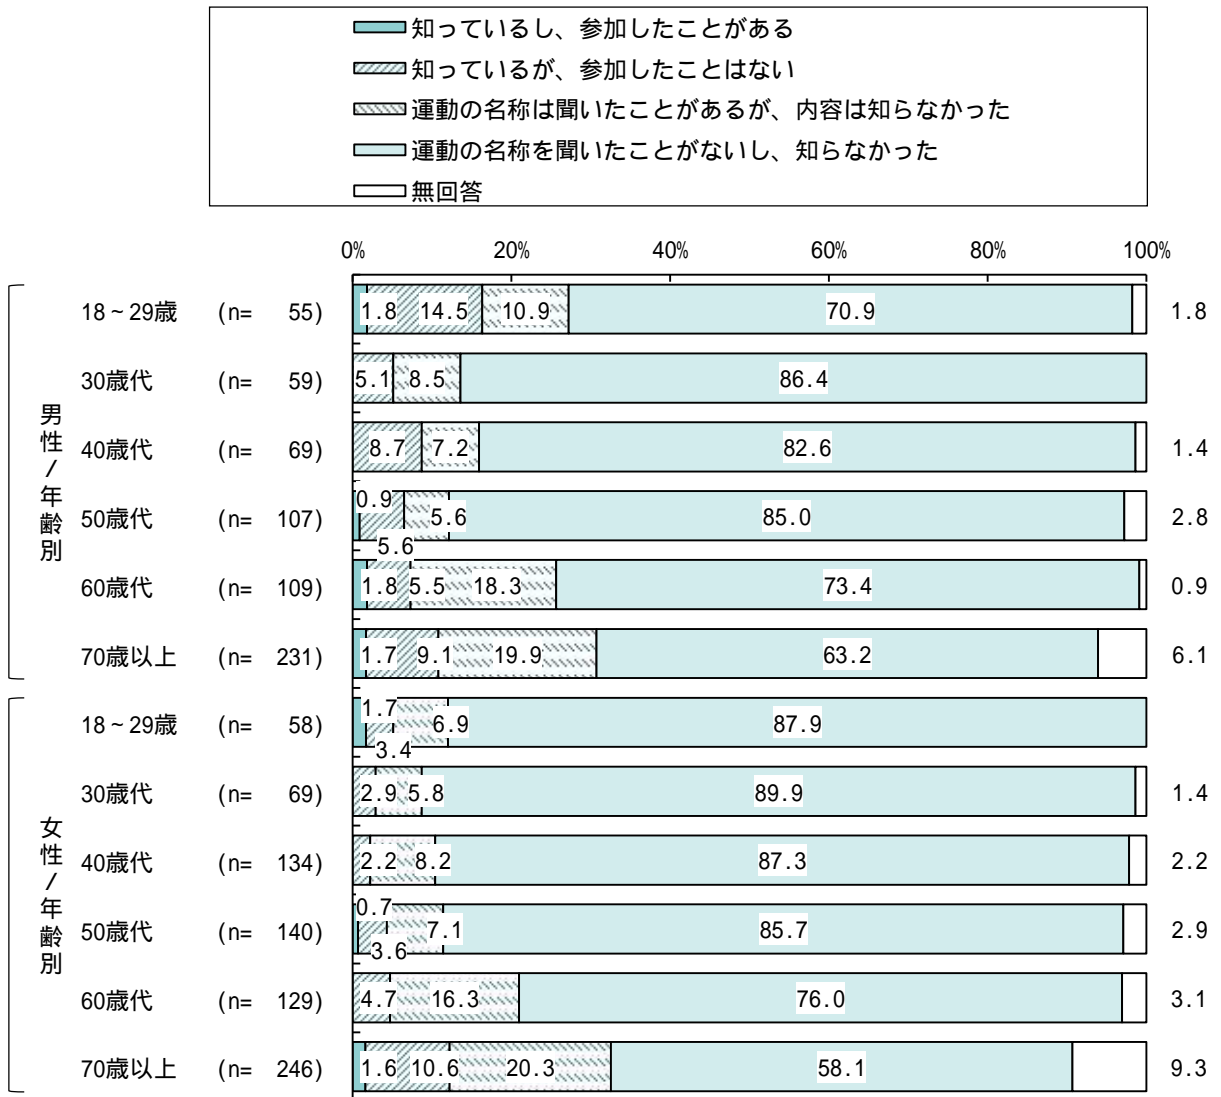 知っているし、参加したことがある
知っているが、参加したことはない
運動の名称は聞いたことがあるが、内容は知らなかった
運動の名称を聞いたことがないし、知らなかった
無回答
0% 20% 40% 60% 80% 100%
男性/年齢別
18~29歳 (n= 55) 1.8 14.5 10.9 70.9 1.8
30歳代 (n= 59) 5.1 8.5 86.4
40歳代 (n= 69) 8.7 7.2 82.6 1.4
50歳代 (n= 107) 0.9 5.6 5.6 85.0 2.8
60歳代 (n= 109) 1.8 5.5 18.3 73.4 0.9
70歳以上 (n= 231) 1.7 9.1 19.9 63.2 6.1
女性/年齢別
18~29歳 (n= 58) 1.7 3.4 6.9 87.9
30歳代 (n= 69) 2.9 5.8 89.9 1.4
40歳代 (n= 134) 2.2 8.2 87.3 2.2
50歳代 (n= 140) 0.7 3.6 7.1 85.7 2.9
60歳代 (n= 129) 4.7 16.3 76.0 3.1
70歳以上 (n= 246) 1.6 10.6 20.3 58.1 9.3